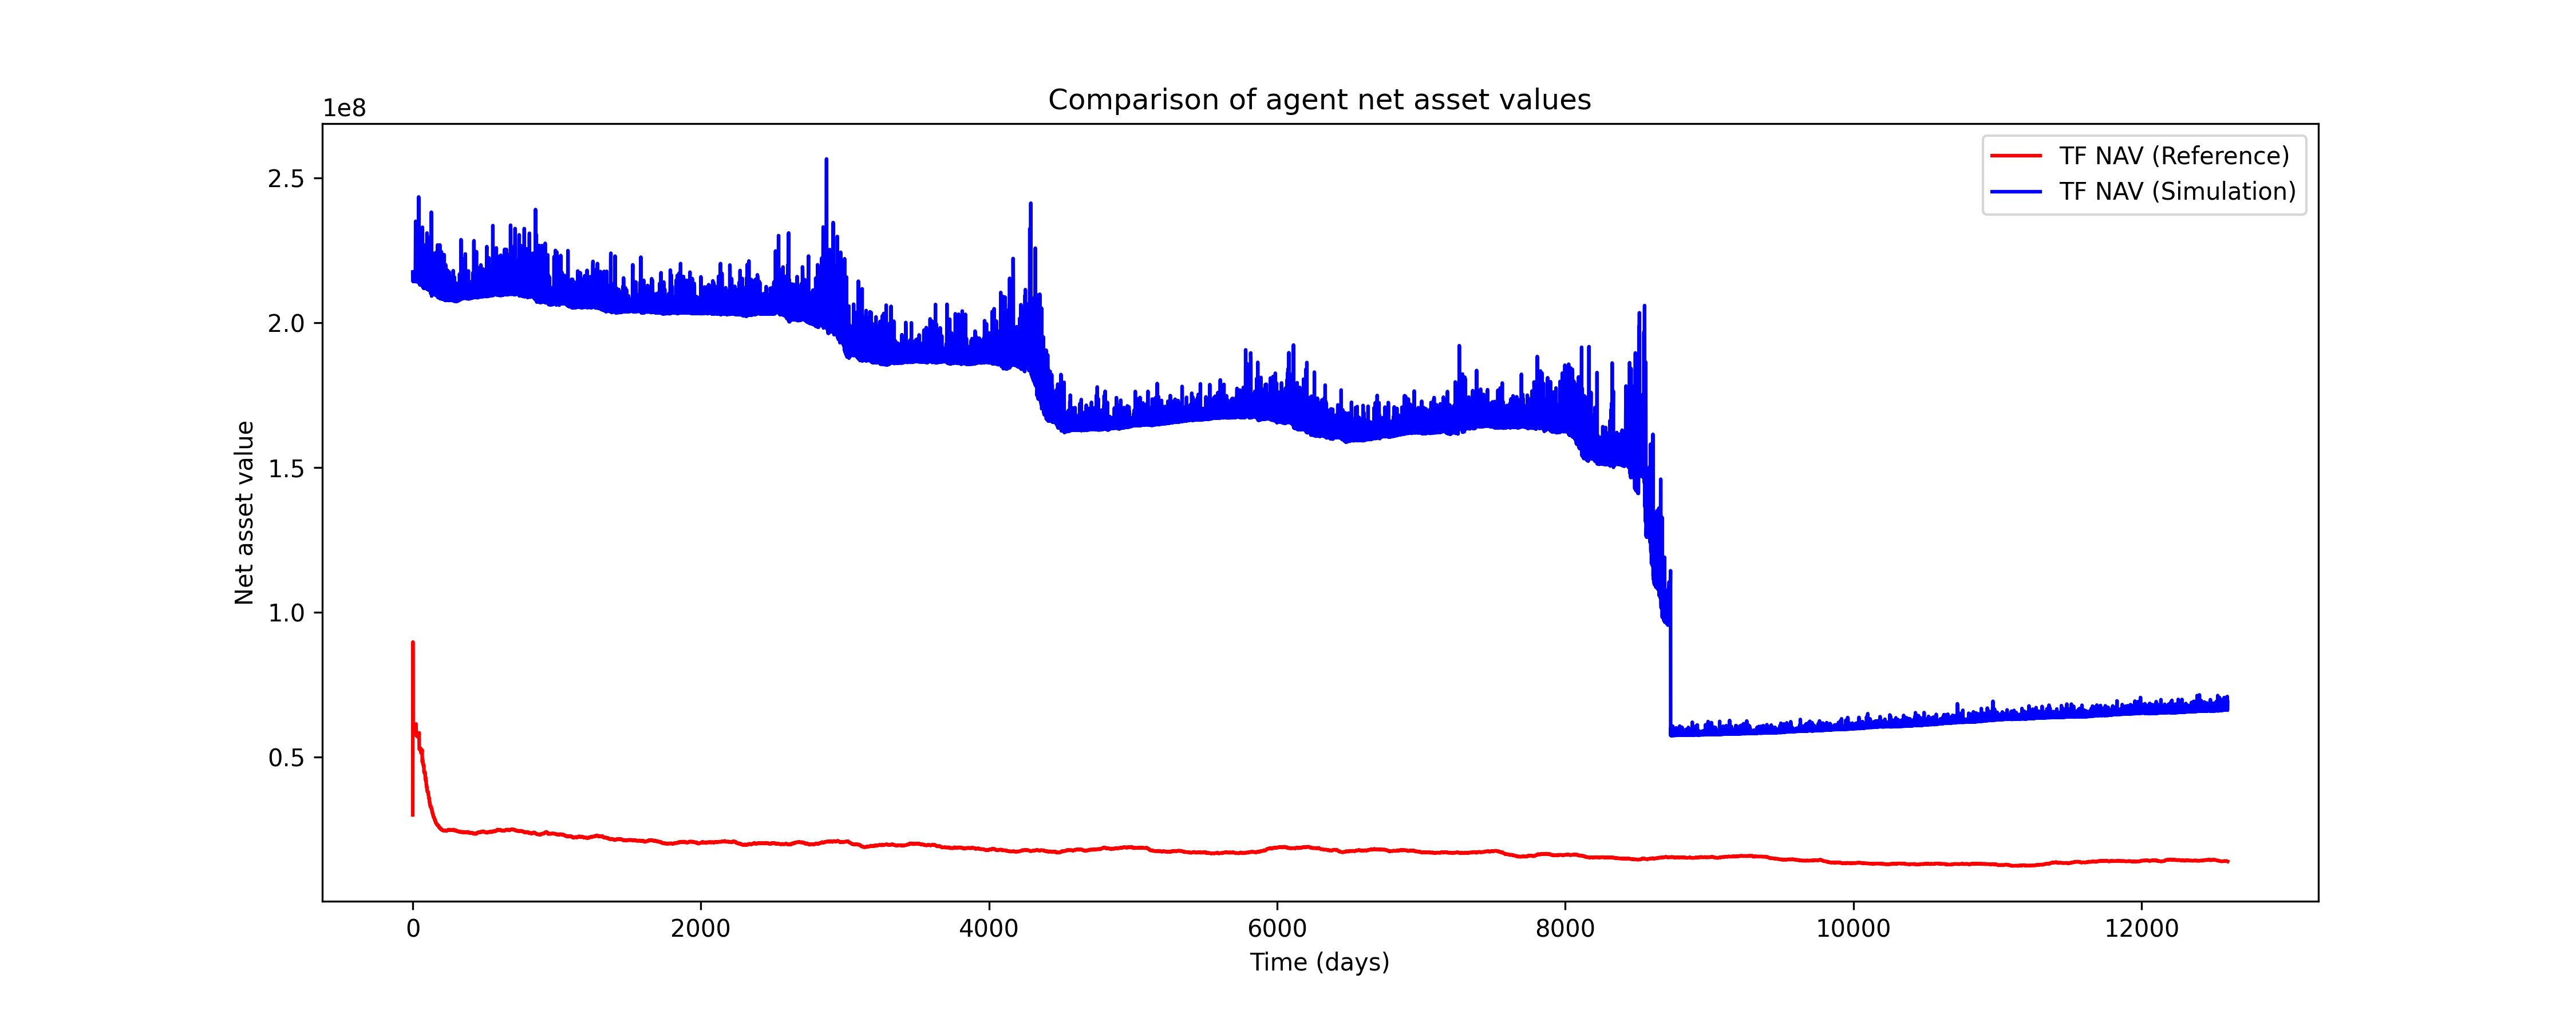 Comparison of agent net asset values
1e8
TF NAV (Reference)
TF NAV (Simulation)
2.5
2.0
1.5
1.0
0.5
Net asset value
0 2000 4000 6000 8000 10000 12000
Time (days)